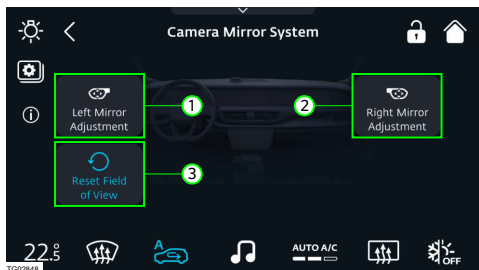 Camera Mirror System
Left Mirror
Adjustment
1
2
Right Mirror
Adjustment
Reset Field
of View
3
22.5°
A
AUTO A/C
OFF
TG02848